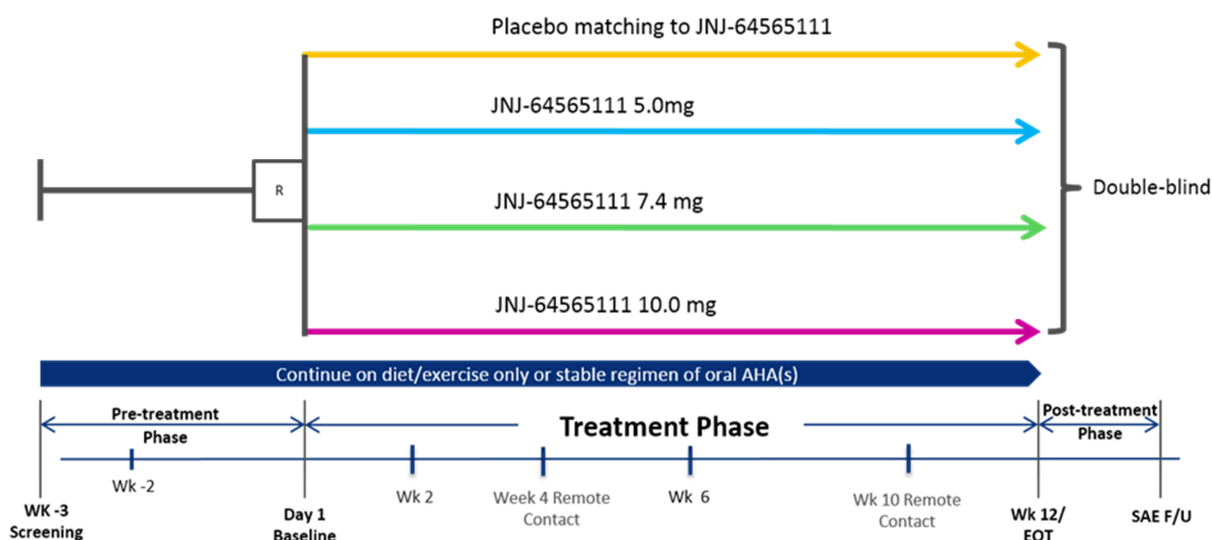 Placebo matching to JNJ-64565111
JNJ-64565111 5.0mg
R
Double-blind
JNJ-64565111 7.4 mg
JNJ-64565111 10.0 mg
Continue on diet/exercise only or stable regimen of oral AHA(s)
Pre-treatment
Phase
Treatment Phase
Post-treatment
Phase
Wk -2
Wk 2
Week 4 Remote
Contact
Wk 6
Wk 10 Remote
Contact
WK -3
Screening
Day 1
Baseline
Wk 12/
EOT
SAE F/U